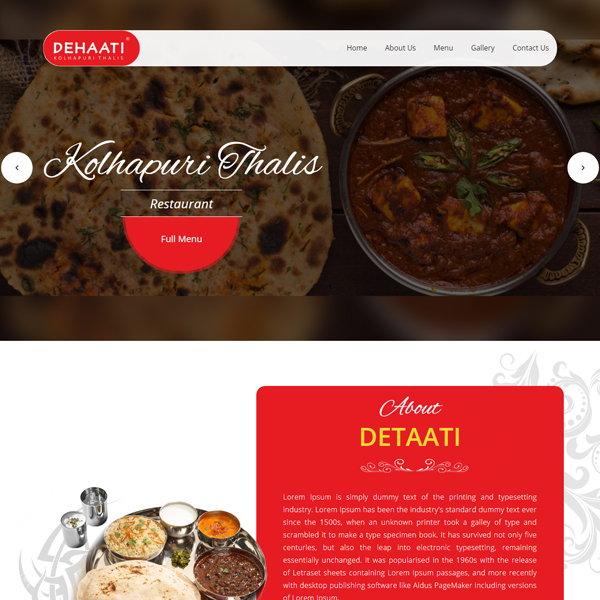 DEHAATI®
KOLHAPURI THALIS
Home About Us Menu Gallery Contact Us
Kolhapuri Thalis
Restaurant
Full Menu
About
DETAATI
Lorem Ipsum is simply dummy text of the printing and typesetting
industry. Lorem Ipsum has been the industry's standard dummy text ever
since the 1500s, when an unknown printer took a galley of type and
scrambled it to make a type specimen book. It has survived not only five
centuries, but also the leap into electronic typesetting, remaining
essentially unchanged. It was popularised in the 1960s with the release
of Letraset sheets containing Lorem Ipsum passages, and more recently
with desktop publishing software like Aldus PageMaker including versions
of Lorem Ipsum.